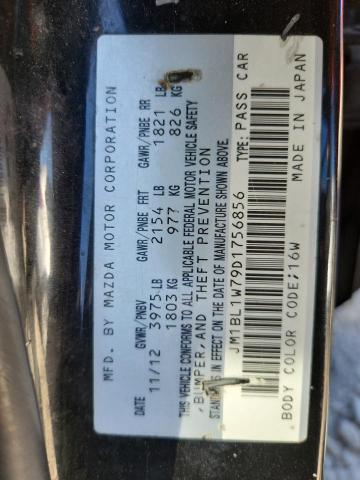 MFD. BY MAZDA MOTOR CORPORATION
DATE GVWR/PNBV GAWR/PNBE FRT GAWR/PNBE RR
11/12 3975 LB 2154 LB 1821 LB
1803 KG 977 KG 826 KG
THIS VEHICLE CONFORMS TO ALL APPLICABLE FEDERAL MOTOR VEHICLE SAFETY
,BUMPER,AND THEFT PREVENTION
STANDARDS IN EFFECT ON THE DATE OF MANUFACTURE SHOWN ABOVE.
JM1BL1W79D1756856 TYPE: PASS CAR
BODY COLOR CODE:16W MADE IN JAPAN